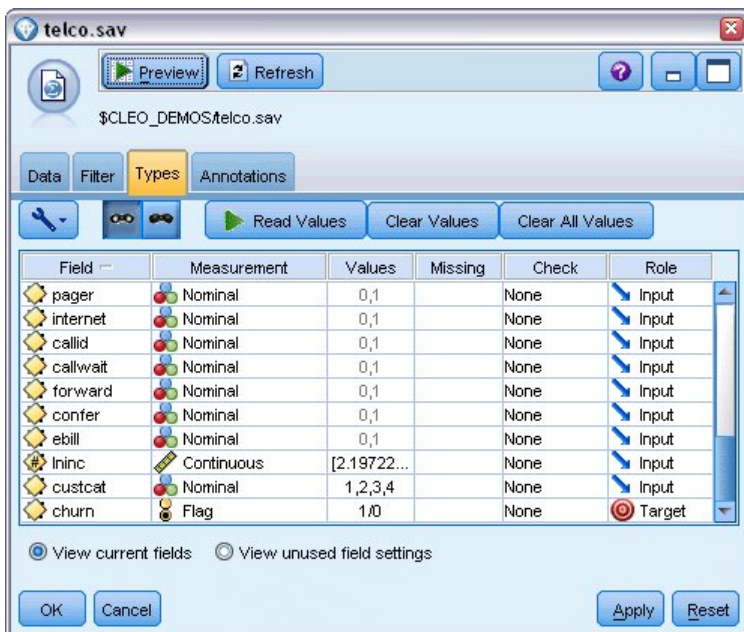 telco.sav
Preview Refresh
$CLEO_DEMOS/telco.sav
Data Filter Types Annotations
Read Values Clear Values Clear All Values
Field Measurement Values Missing Check Role
pager Nominal 0,1 None Input
internet Nominal 0,1 None Input
callid Nominal 0,1 None Input
callwait Nominal 0,1 None Input
forward Nominal 0,1 None Input
confer Nominal 0,1 None Input
ebill Nominal 0,1 None Input
lninc Continuous [2.19722... None Input
custcat Nominal 1,2,3,4 None Input
churn Flag 1/0 None Target
View current fields View unused field settings
OK Cancel Apply Reset